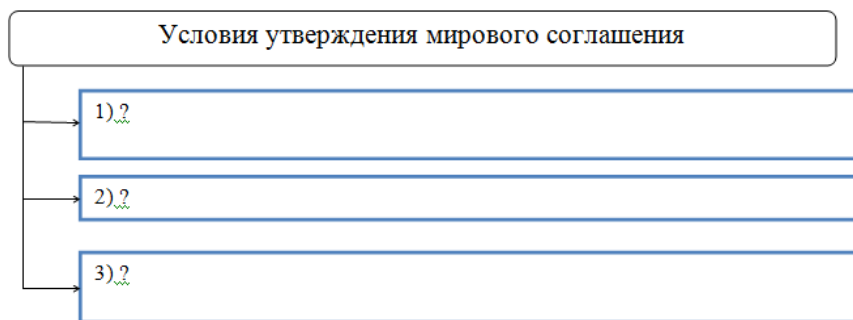 Условия утверждения мирового соглашения
1) ?
2) ?
3) ?